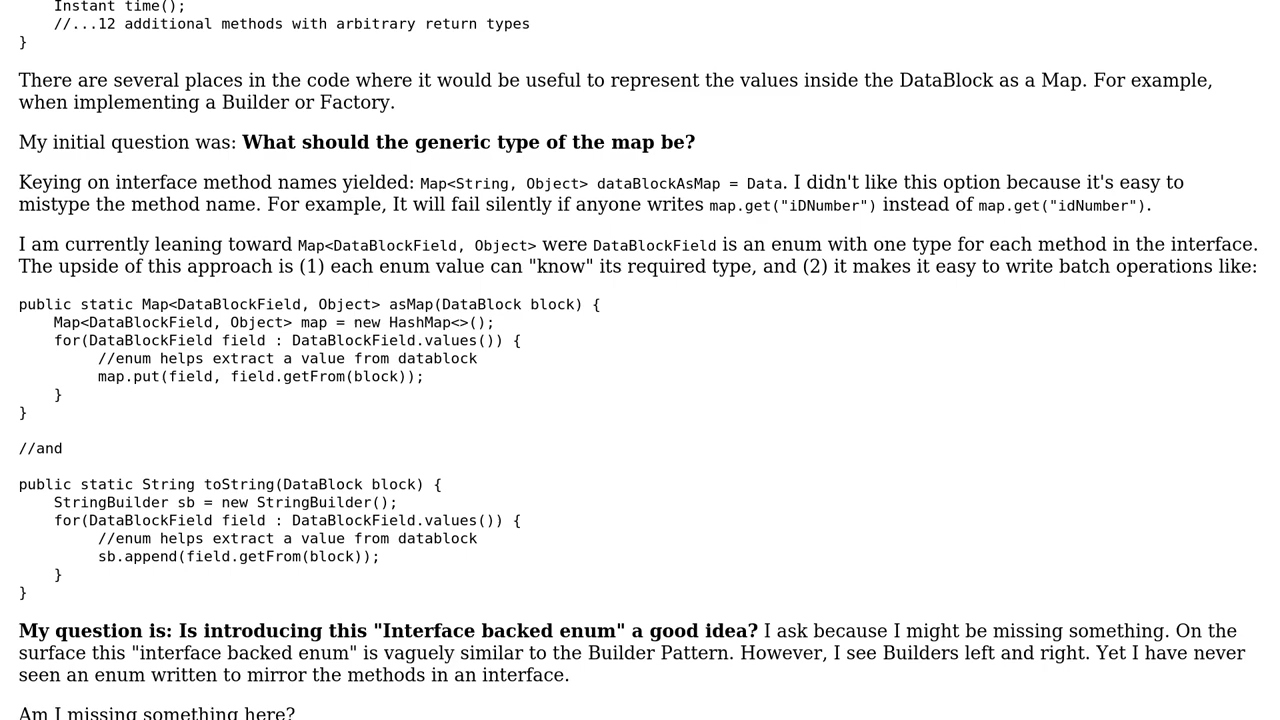 Instant time();
//...12 additional methods with arbitrary return types
}
There are several places in the code where it would be useful to represent the values inside the DataBlock as a Map. For example,
when implementing a Builder or Factory.
My initial question was: What should the generic type of the map be?
Keying on interface method names yielded: Map<String, Object> dataBlockAsMap = Data. I didn't like this option because it's easy to
mistype the method name. For example, It will fail silently if anyone writes map.get("iDNumber") instead of map.get("idNumber").
I am currently leaning toward Map<DataBlockField, Object> were DataBlockField is an enum with one type for each method in the interface.
The upside of this approach is (1) each enum value can "know" its required type, and (2) it makes it easy to write batch operations like:
public static Map<DataBlockField, Object> asMap(DataBlock block) {
    Map<DataBlockField, Object> map = new HashMap<>();
    for(DataBlockField field : DataBlockField.values()) {
         //enum helps extract a value from datablock
         map.put(field, field.getFrom(block));
    }
}
//and
public static String toString(DataBlock block) {
    StringBuilder sb = new StringBuilder();
    for(DataBlockField field : DataBlockField.values()) {
         //enum helps extract a value from datablock
         sb.append(field.getFrom(block));
    }
}
My question is: Is introducing this "Interface backed enum" a good idea? I ask because I might be missing something. On the
surface this "interface backed enum" is vaguely similar to the Builder Pattern. However, I see Builders left and right. Yet I have never
seen an enum written to mirror the methods in an interface.
Am I missing something here?